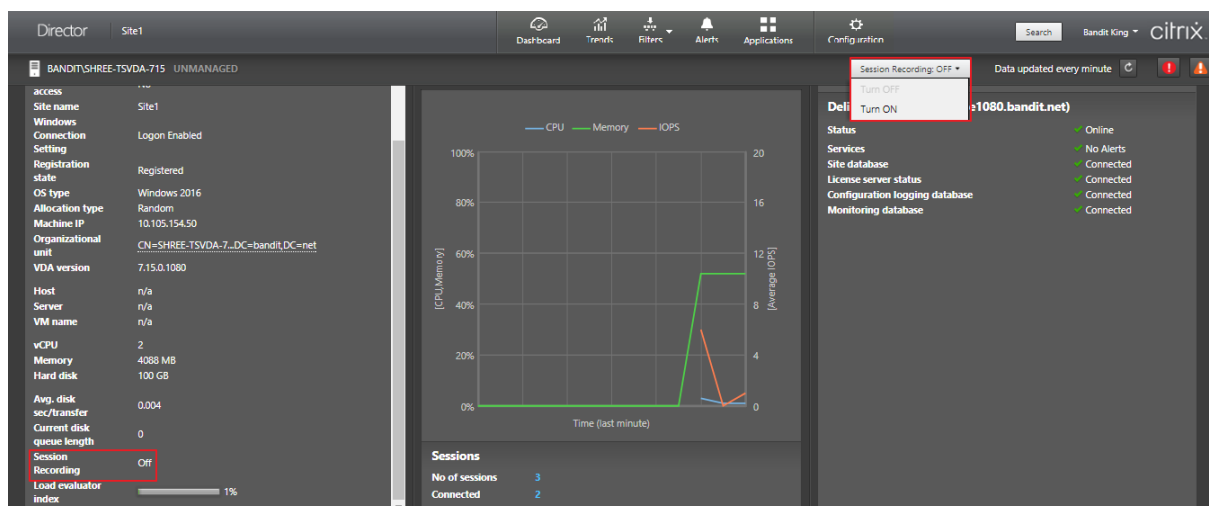 Director
Site1
Dashboard
Trends
Filters
Alerts
Applications
Configuration
Search
Bandit King
citrix
BANDIT\SHREE-TSVDA-715 UNMANAGED
Session Recording: OFF
Turn OFF
Turn ON
Data updated every minute
access
Site name Site1
Windows
Connection Logon Enabled
Setting
Registration
state Registered
OS type Windows 2016
Allocation type Random
Machine IP 10.105.154.50
Organizational
unit CN=SHREE-TSVDA-7...DC=bandit,DC=net
VDA version 7.15.0.1080
Host n/a
Server n/a
VM name n/a
vCPU 2
Memory 4088 MB
Hard disk 100 GB
Avg. disk
sec/transfer 0.004
Current disk
queue length 0
Session
Recording Off
Load evaluator
index 1%
CPU Memory IOPS
100% 20
80% 16
60% 12
40% 8
20% 4
0% 0
[CPU,Memory]
[Average IOPS]
Time (last minute)
Sessions
No of sessions 3
Connected 2
Deli e1080.bandit.net)
Status Online
Services No Alerts
Site database Connected
License server status Connected
Configuration logging database Connected
Monitoring database Connected